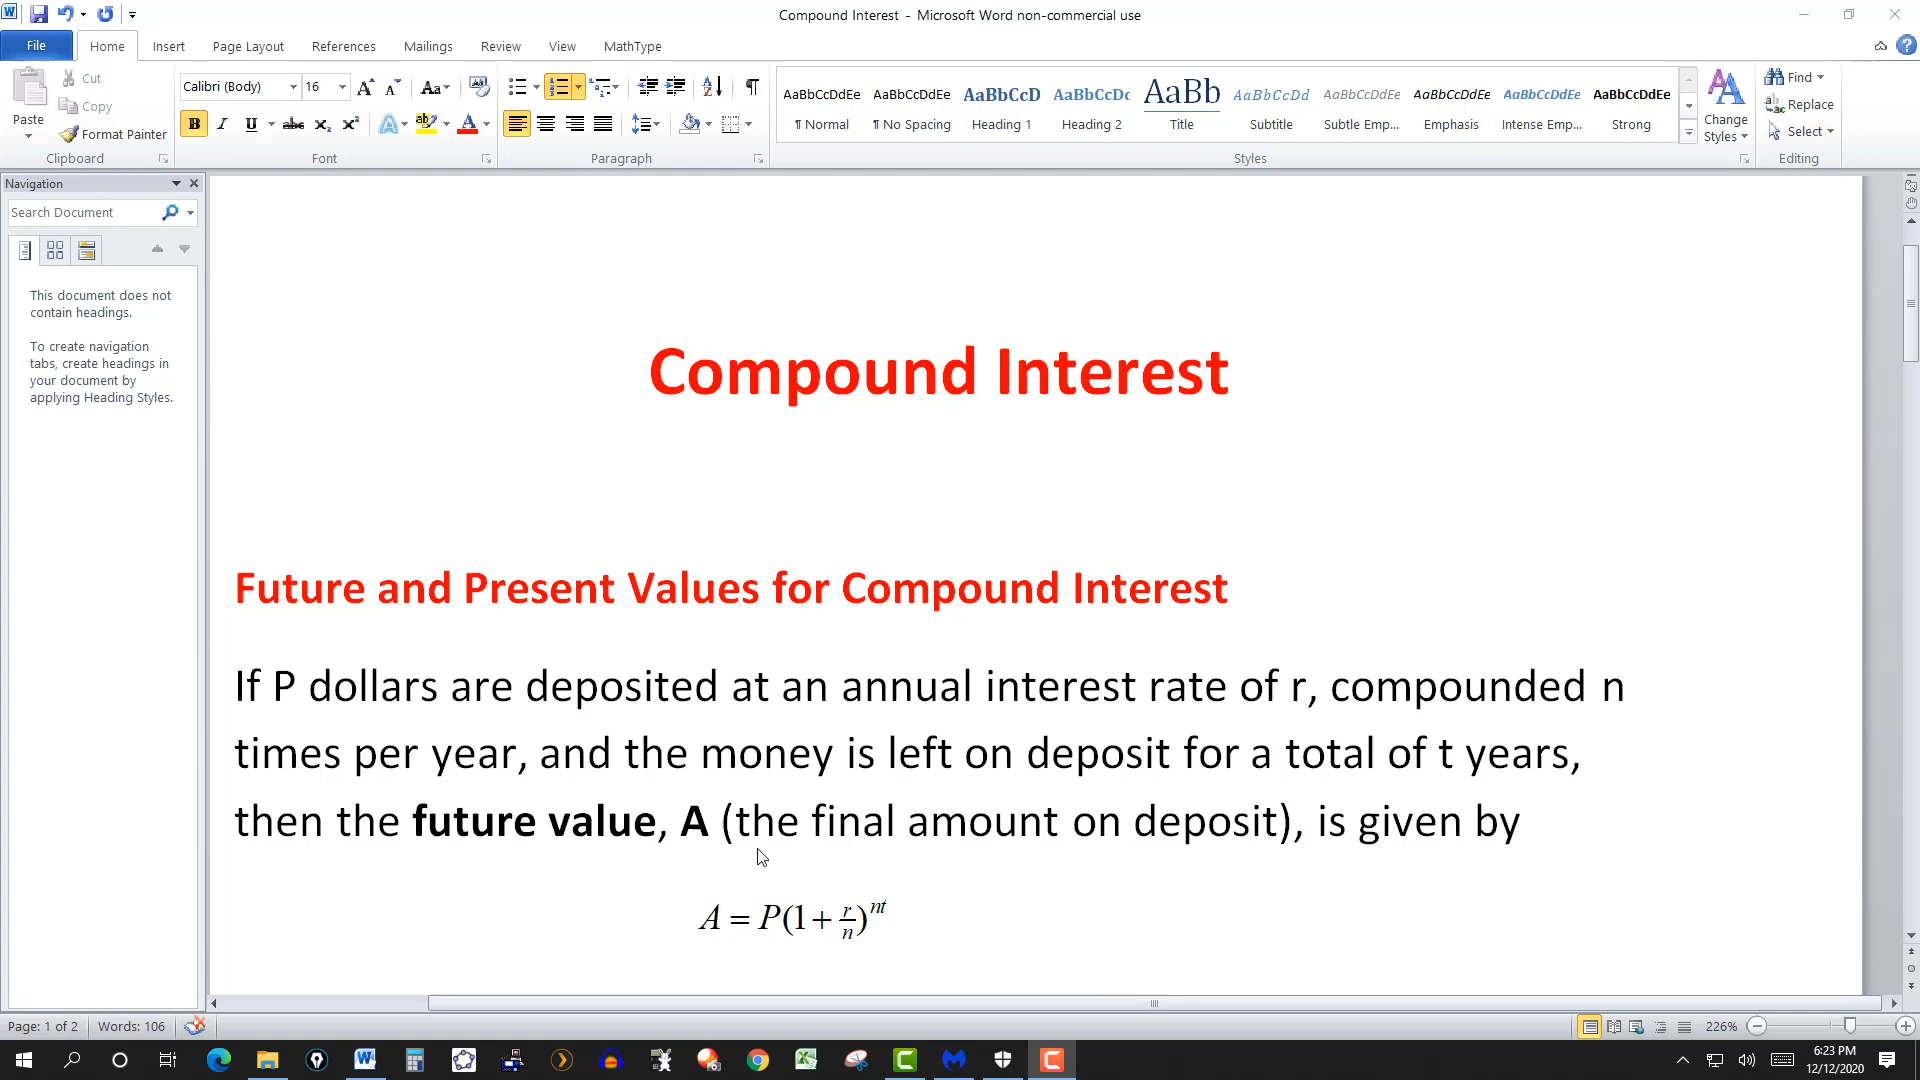 Compound Interest - Microsoft Word non-commercial use
File Home Insert Page Layout References Mailings Review View MathType
Paste
Cut
Copy
Format Painter
Clipboard
Calibri (Body) 16
Font
Paragraph
AaBbCcDdEe AaBbCcDdEe AaBbCcD AaBbCcDc AaBb AaBbCcDd AaBbCcDdEe AaBbCcDdEe AaBbCcDdEe AaBbCcDdEe
¶ Normal ¶ No Spacing Heading 1 Heading 2 Title Subtitle Subtle Emp... Emphasis Intense Emp... Strong
Styles
Change
Styles
Find
Replace
Select
Editing
Navigation
Search Document
This document does not
contain headings.
To create navigation
tabs, create headings in
your document by
applying Heading Styles.
Compound Interest
Future and Present Values for Compound Interest
If P dollars are deposited at an annual interest rate of r, compounded n
times per year, and the money is left on deposit for a total of t years,
then the future value, A (the final amount on deposit), is given by
A = P(1 + r/n)^nt
Page: 1 of 2 Words: 106
226%
6:23 PM
12/12/2020